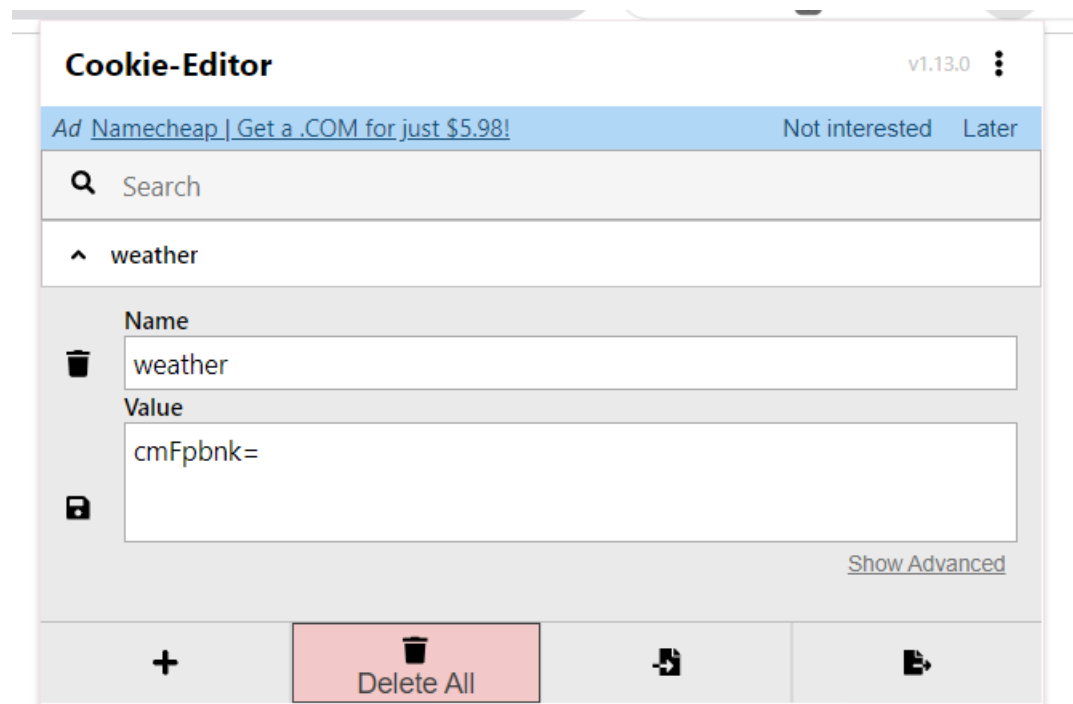 Cookie-Editor v1.13.0
Ad Namecheap | Get a .COM for just $5.98! Not interested Later
Search
weather
Name
weather
Value
cmFpbnk=
Show Advanced
Delete All